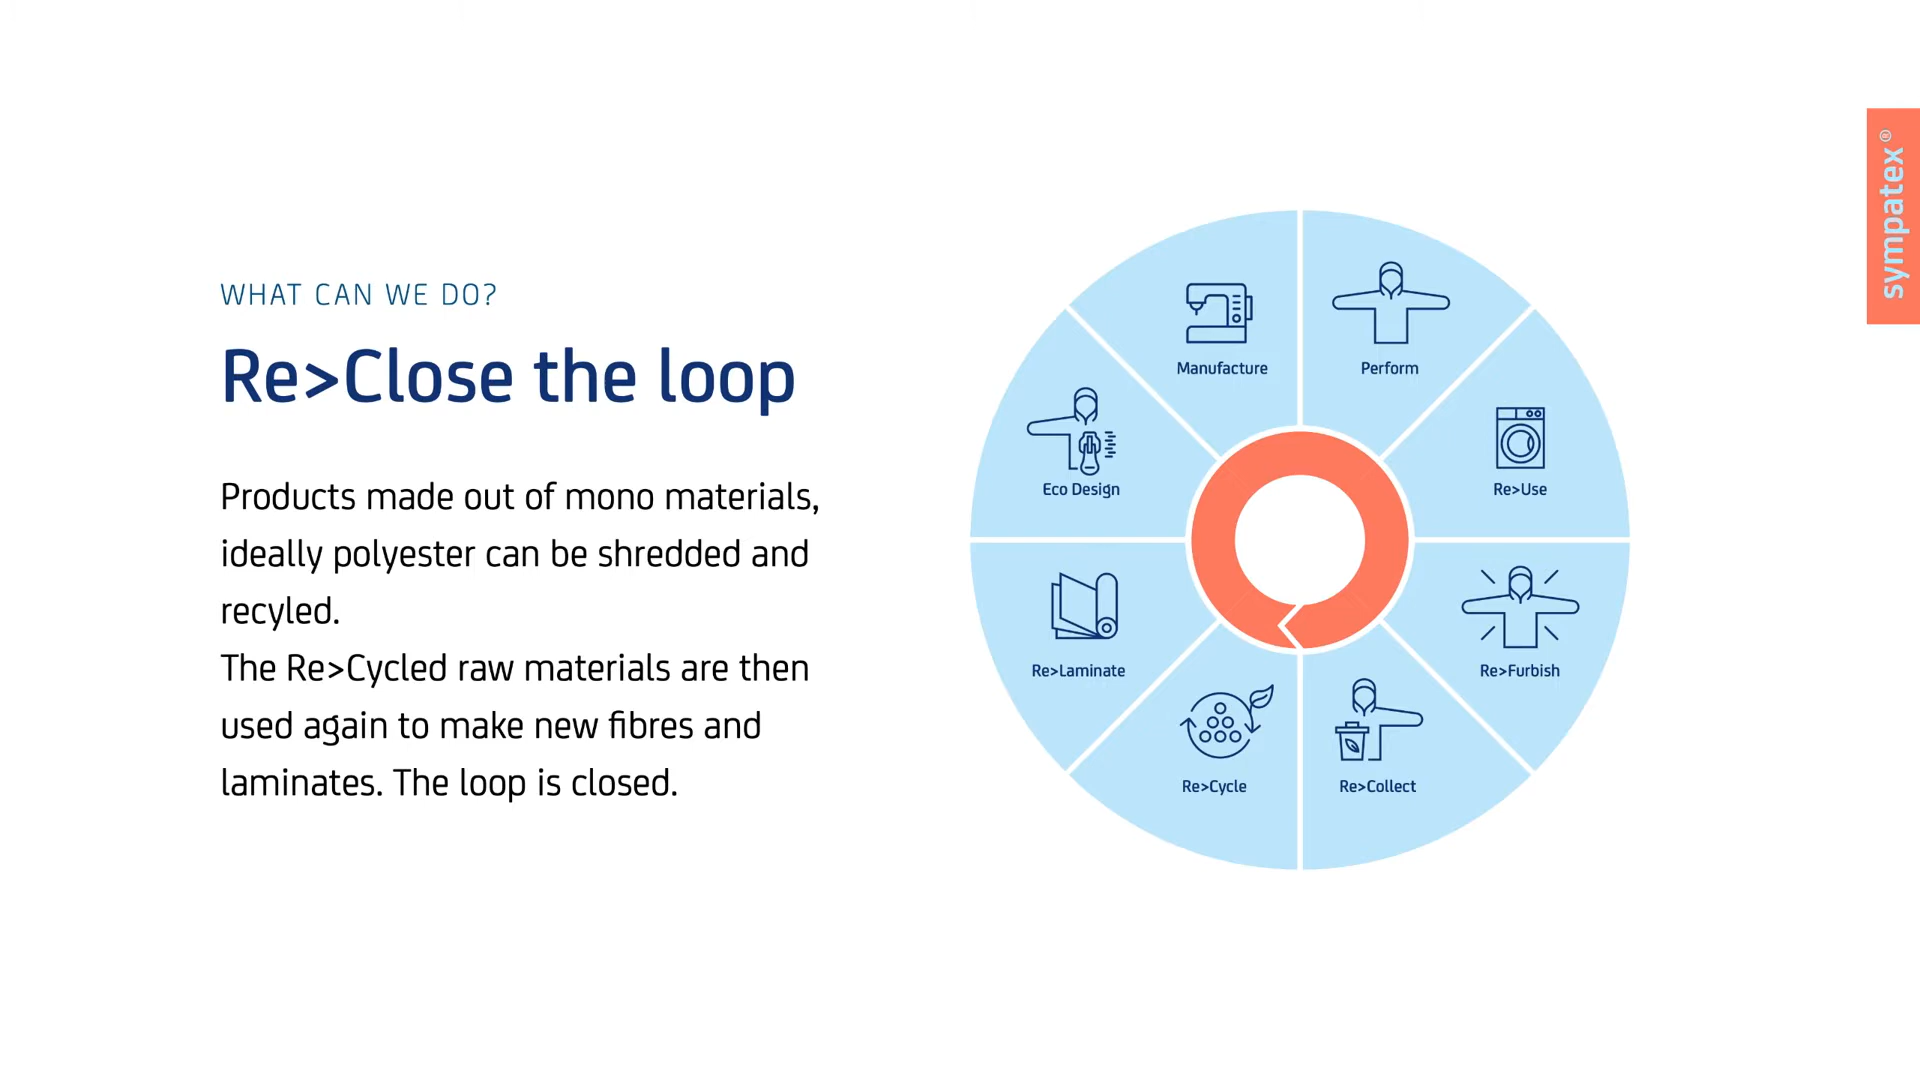 WHAT CAN WE DO?
Re>Close the loop
Products made out of mono materials,
ideally polyester can be shredded and
recyled.
The Re>Cycled raw materials are then
used again to make new fibres and
laminates. The loop is closed.
Manufacture
Perform
Eco Design
Re>Use
Re>Laminate
Re>Furbish
Re>Cycle
Re>Collect
sympatex®